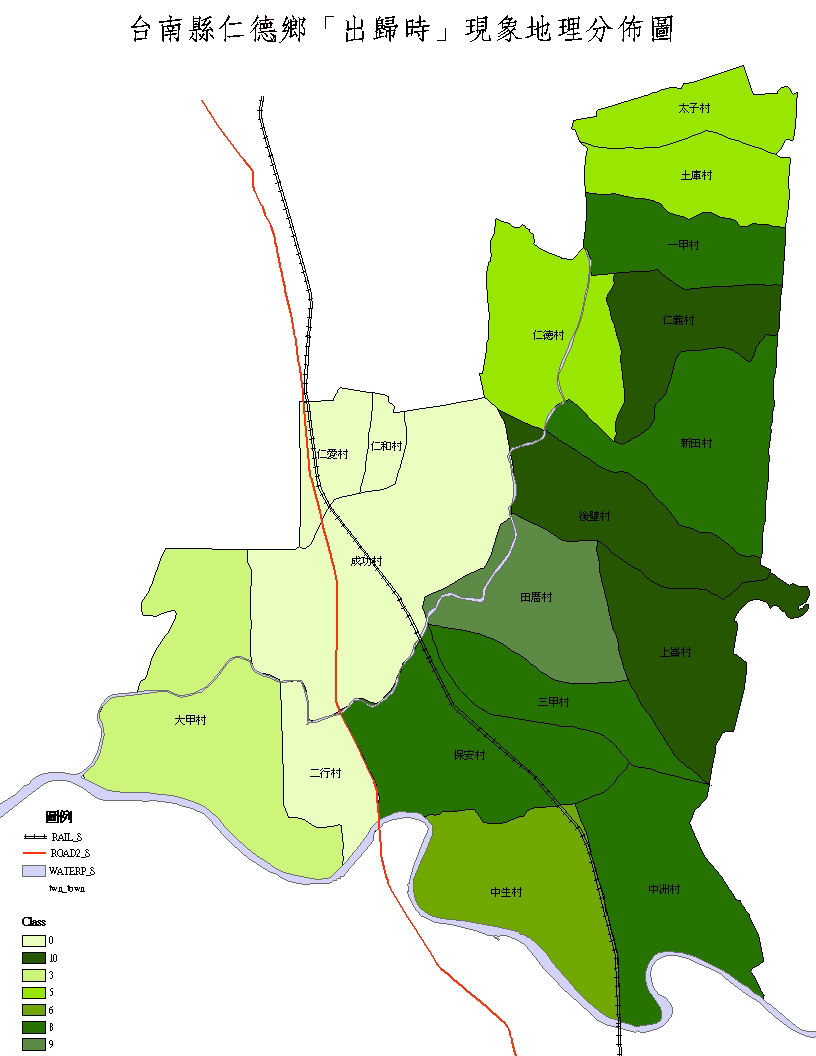 台南縣仁德鄉「出歸時」現象地理分佈圖
太子村
土庫村
一甲村
仁義村
仁德村
新田村
仁愛村
仁和村
後壁村
成功村
田厝村
上崙村
三甲村
大甲村
保安村
二行村
中生村
中洲村
圖例
RAIL_S
ROAD2_S
WATERP_S
twn_town
Class
0
10
3
5
6
8
9